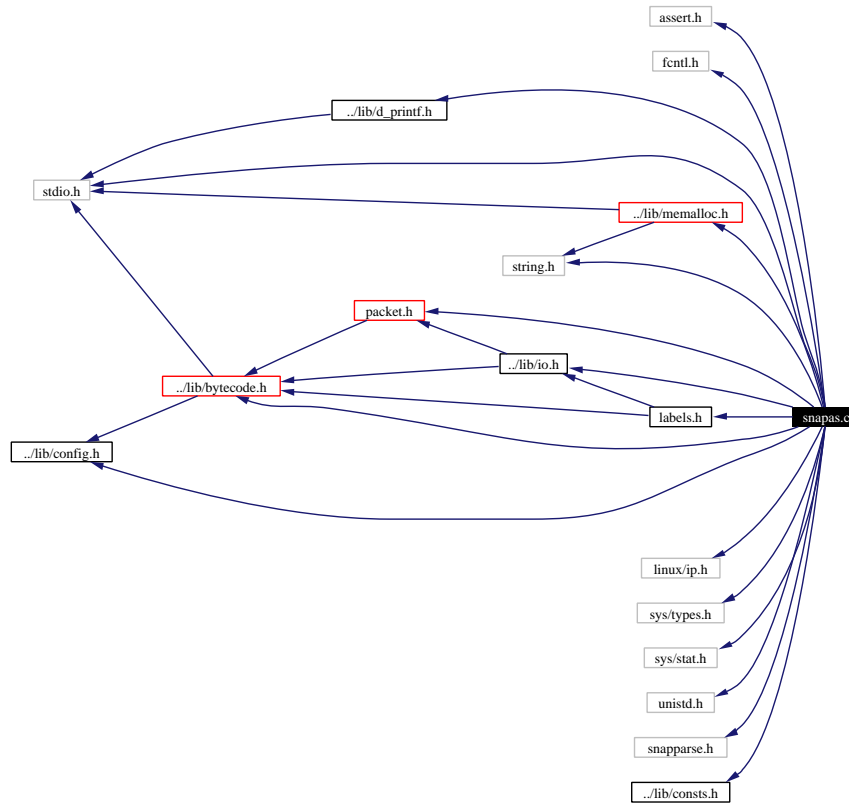 assert.h
fcntl.h
../lib/d_printf.h
stdio.h
../lib/memalloc.h
string.h
packet.h
../lib/io.h
../lib/bytecode.h
labels.h
snapas.c
../lib/config.h
linux/ip.h
sys/types.h
sys/stat.h
unistd.h
snapparse.h
../lib/consts.h